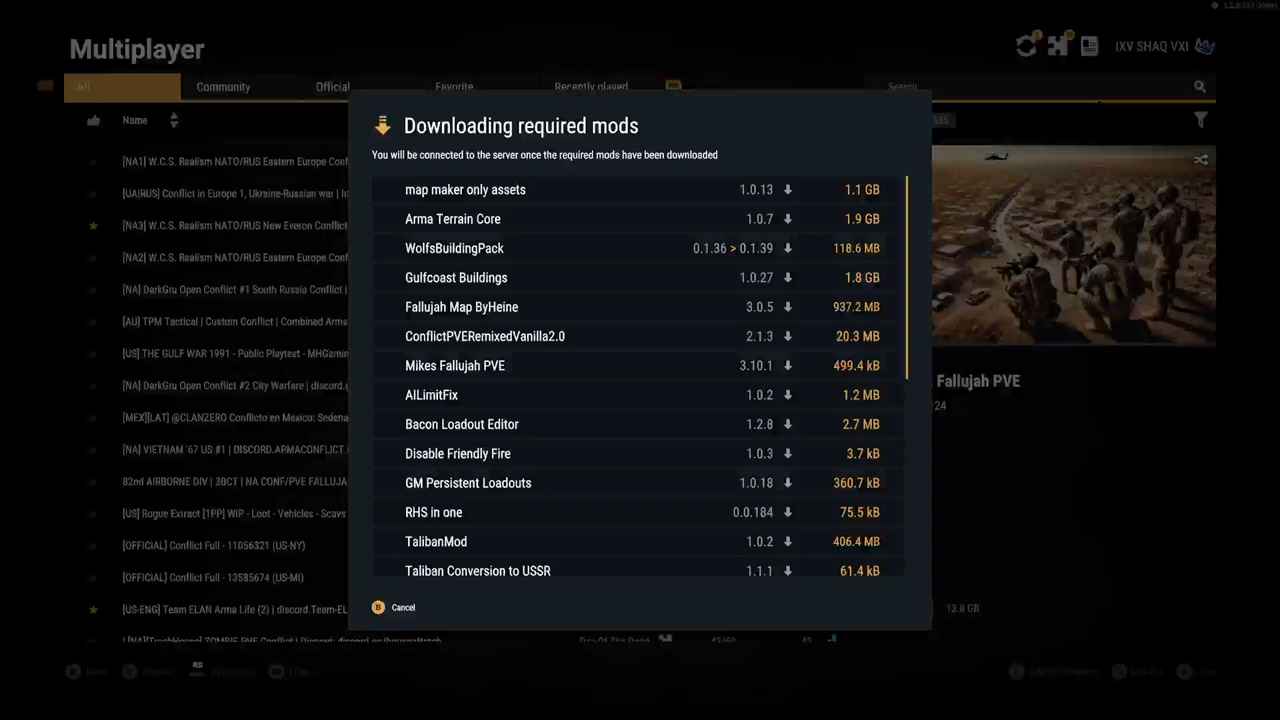 Multiplayer
IXV SHAQ VXI
All
Community
Official
Favorite
Recently played
Search
Name
[NA1] W.C.S. Realism NATO/RUS Eastern Europe Conf
[UA|RUS] Conflict in Europe 1, Ukraine-Russian war |
[NA3] W.C.S. Realism NATO/RUS New Everon Conflict
[NA2] W.C.S. Realism NATO/RUS Eastern Europe Conf
[NA] DarkGru Open Conflict #1 South Russia Conflict |
[AU] TPM Tactical | Custom Conflict | Combined Arms
[US] THE GULF WAR 1991 - Public Playtest - MHGamin
[NA] DarkGru Open Conflict #2 City Warfare | discord.g
[MEX][LAT] @CLANZERO Conflicto en Mexico: Sedena
[NA] VIETNAM '67 US #1 | DISCORD.ARMACONFLICT.
82nd AIRBORNE DIV | 3BCT | NA CONF/PVE FALLUJA
[US] Rogue Extract [1PP] WIP - Loot - Vehicles - Scavs
[OFFICIAL] Conflict Full - 11056321 (US-NY)
[OFFICIAL] Conflict Full - 13585674 (US-MI)
[US-ENG] Team ELAN Arma Life (2) | discord.Team-EL
Downloading required mods
You will be connected to the server once the required mods have been downloaded
map maker only assets 1.0.13 1.1 GB
Arma Terrain Core 1.0.7 1.9 GB
WolfsBuildingPack 0.1.36 > 0.1.39 118.6 MB
Gulfcoast Buildings 1.0.27 1.8 GB
Fallujah Map ByHeine 3.0.5 937.2 MB
ConflictPVERemixedVanilla2.0 2.1.3 20.3 MB
Mikes Fallujah PVE 3.10.1 499.4 kB
AILimitFix 1.0.2 1.2 MB
Bacon Loadout Editor 1.2.8 2.7 MB
Disable Friendly Fire 1.0.3 3.7 kB
GM Persistent Loadouts 1.0.18 360.7 kB
RHS in one 0.0.184 75.5 kB
TalibanMod 1.0.2 406.4 MB
Taliban Conversion to USSR 1.1.1 61.4 kB
B Cancel
Fallujah PVE
24
13.8 GB
RS